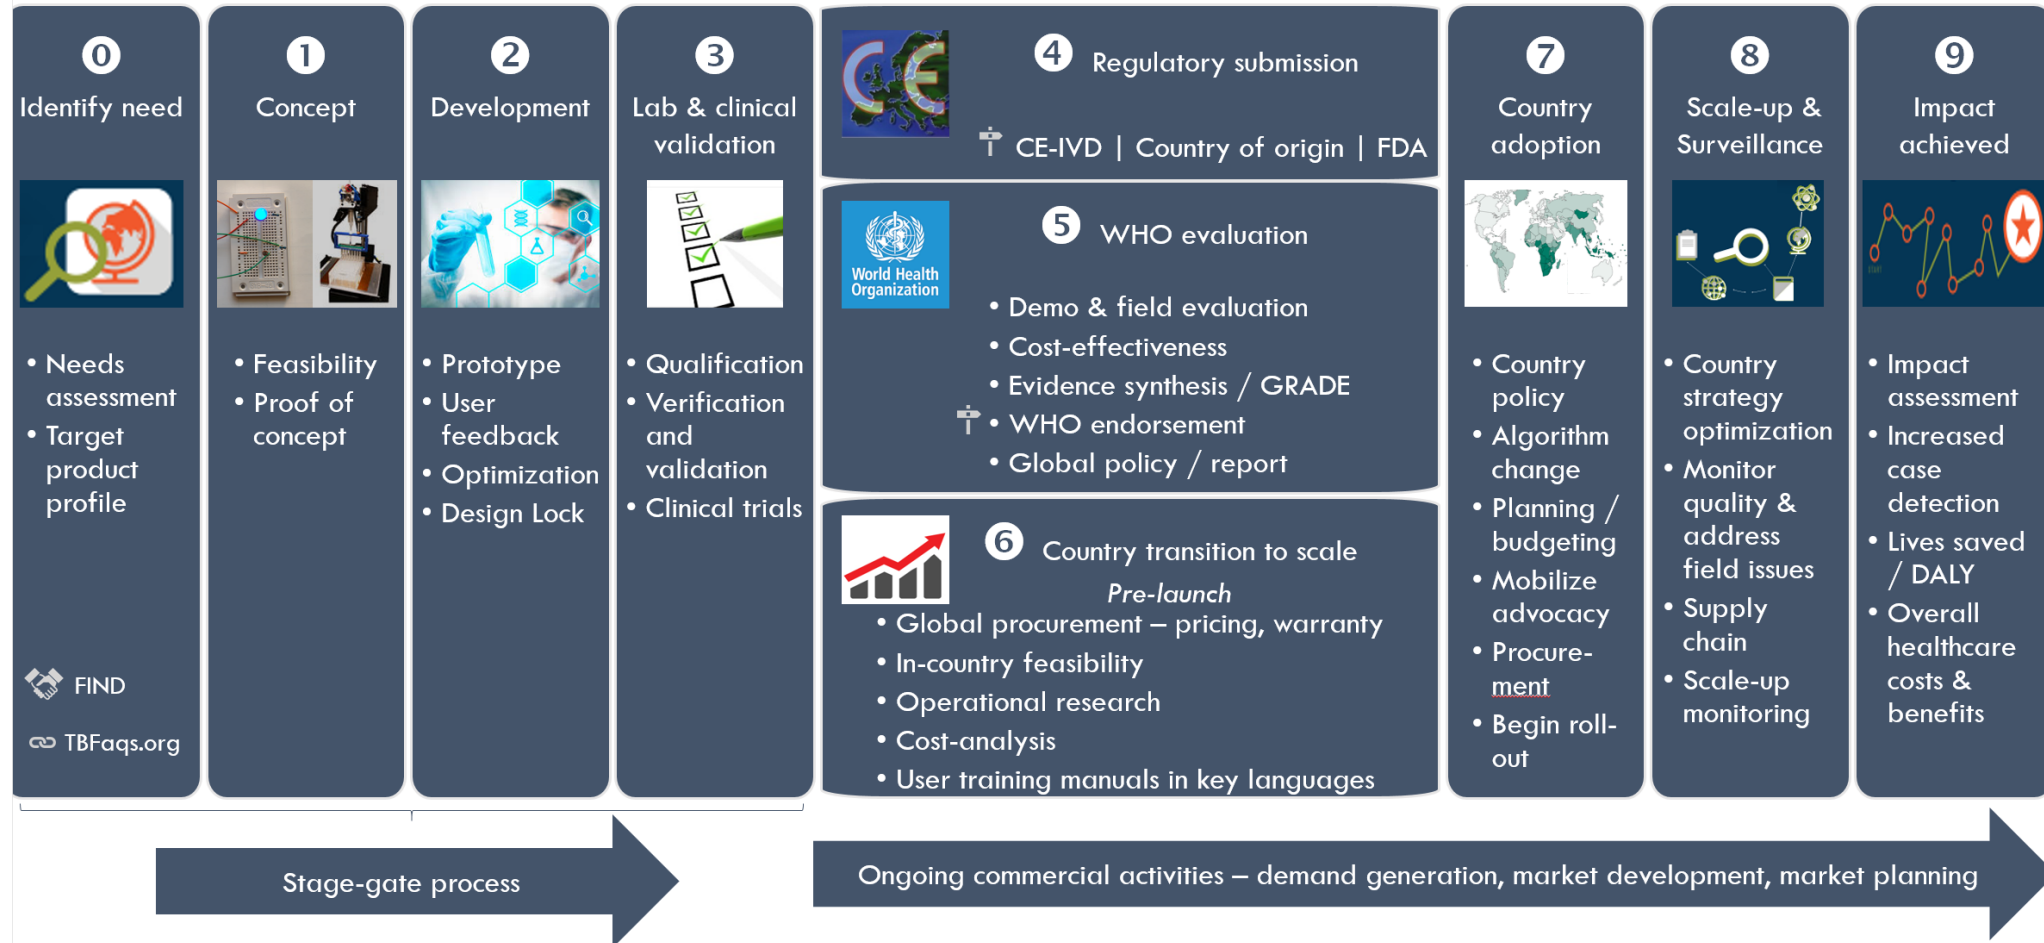 0
Identify need
• Needs
assessment
• Target
product
profile
FIND
TBFaqs.org
1
Concept
• Feasibility
• Proof of
concept
2
Development
• Prototype
• User
feedback
• Optimization
• Design Lock
3
Lab & clinical
validation
• Qualification
• Verification
and
validation
• Clinical trials
CE
4 Regulatory submission
CE-IVD | Country of origin | FDA
World Health
Organization
5 WHO evaluation
• Demo & field evaluation
• Cost-effectiveness
• Evidence synthesis / GRADE
• WHO endorsement
• Global policy / report
6 Country transition to scale
Pre-launch
• Global procurement – pricing, warranty
• In-country feasibility
• Operational research
• Cost-analysis
• User training manuals in key languages
7
Country
adoption
• Country
policy
• Algorithm
change
• Planning /
budgeting
• Mobilize
advocacy
• Procure-
ment
• Begin roll-
out
8
Scale-up &
Surveillance
• Country
strategy
optimization
• Monitor
quality &
address
field issues
• Supply
chain
• Scale-up
monitoring
9
Impact
achieved
START
• Impact
assessment
• Increased
case
detection
• Lives saved
/ DALY
• Overall
healthcare
costs &
benefits
Stage-gate process
Ongoing commercial activities – demand generation, market development, market planning